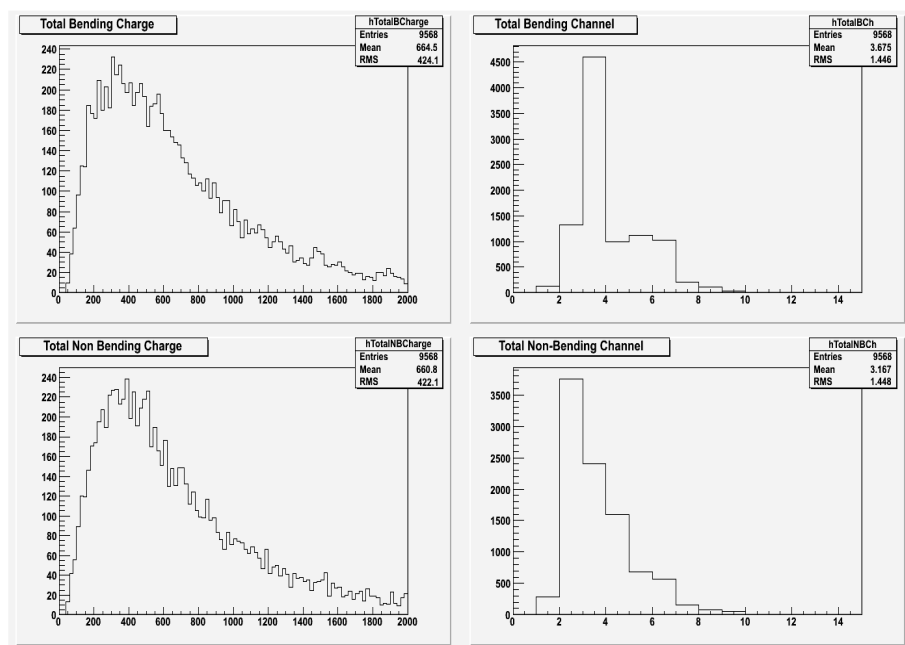 Total Bending Charge
hTotalBCharge
Entries 9568
Mean 664.5
RMS 424.1
240
220
200
180
160
140
120
100
80
60
40
20
0
0 200 400 600 800 1000 1200 1400 1600 1800 2000
Total Bending Channel
hTotalBCh
Entries 9568
Mean 3.675
RMS 1.446
4500
4000
3500
3000
2500
2000
1500
1000
500
0
0 2 4 6 8 10 12 14
Total Non Bending Charge
hTotalNBCharge
Entries 9568
Mean 660.8
RMS 422.1
240
220
200
180
160
140
120
100
80
60
40
20
0
0 200 400 600 800 1000 1200 1400 1600 1800 2000
Total Non-Bending Channel
hTotalNBCh
Entries 9568
Mean 3.167
RMS 1.448
3500
3000
2500
2000
1500
1000
500
0
0 2 4 6 8 10 12 14